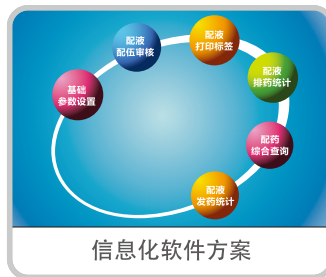 基础
参数设置
配液
配伍审核
配液
打印标签
配液
排药统计
配药
综合查询
配液
发药统计
信息化软件方案